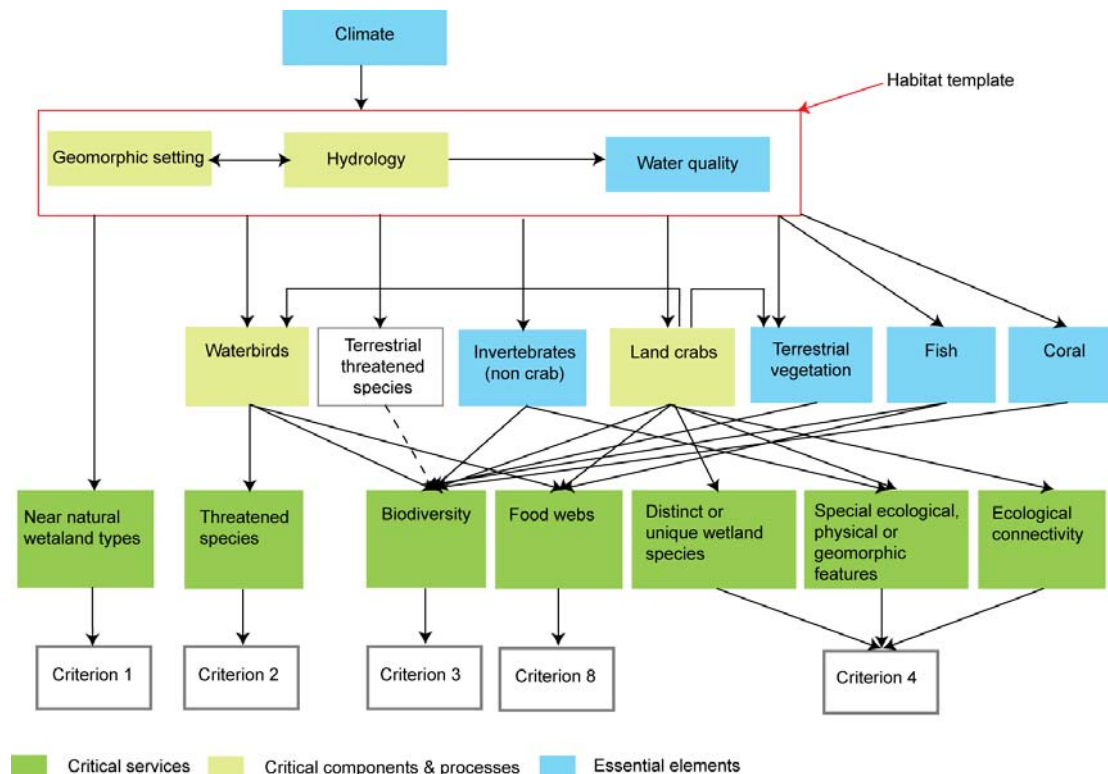 Climate
Habitat template
Geomorphic setting
Hydrology
Water quality
Waterbirds
Terrestrial
threatened
species
Invertebrates
(non crab)
Land crabs
Terrestrial
vegetation
Fish
Coral
Near natural
wetaland types
Threatened
species
Biodiversity
Food webs
Distinct or
unique wetland
species
Special ecological,
physical or
geomorphic
features
Ecological
connectivity
Criterion 1
Criterion 2
Criterion 3
Criterion 8
Criterion 4
Critical services
Critical components & processes
Essential elements